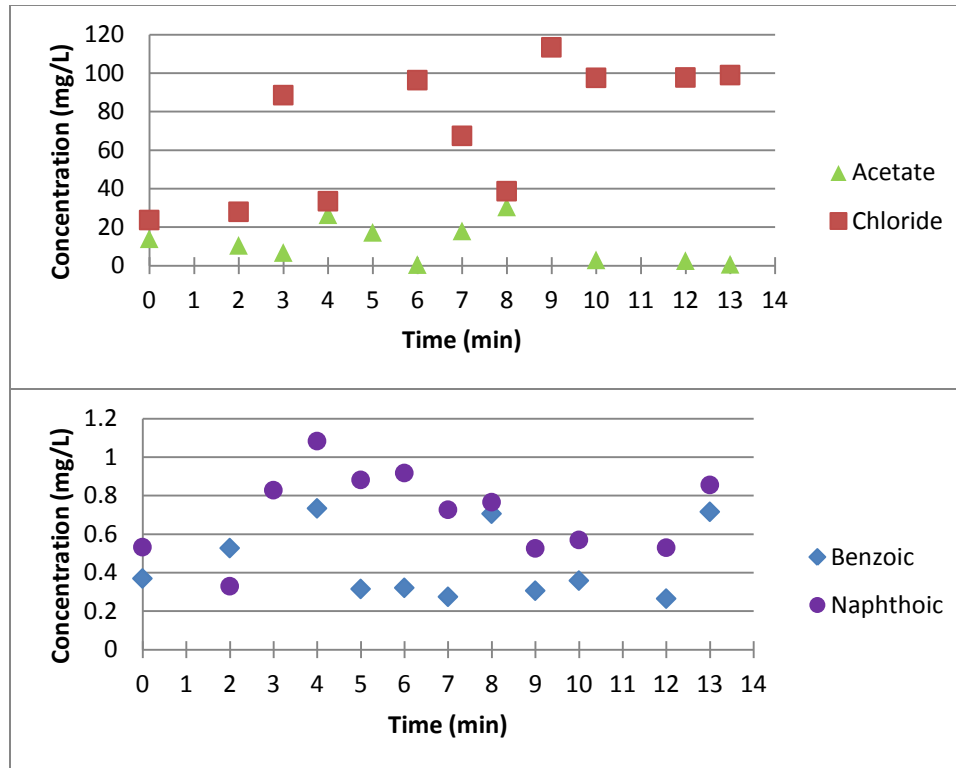 120
100
80
60
40
20
0
Concentration (mg/L)
0 1 2 3 4 5 6 7 8 9 10 11 12 13 14
Time (min)
Acetate
Chloride
1.2
1
0.8
0.6
0.4
0.2
0
Concentration (mg/L)
0 1 2 3 4 5 6 7 8 9 10 11 12 13 14
Time (min)
Benzoic
Naphthoic